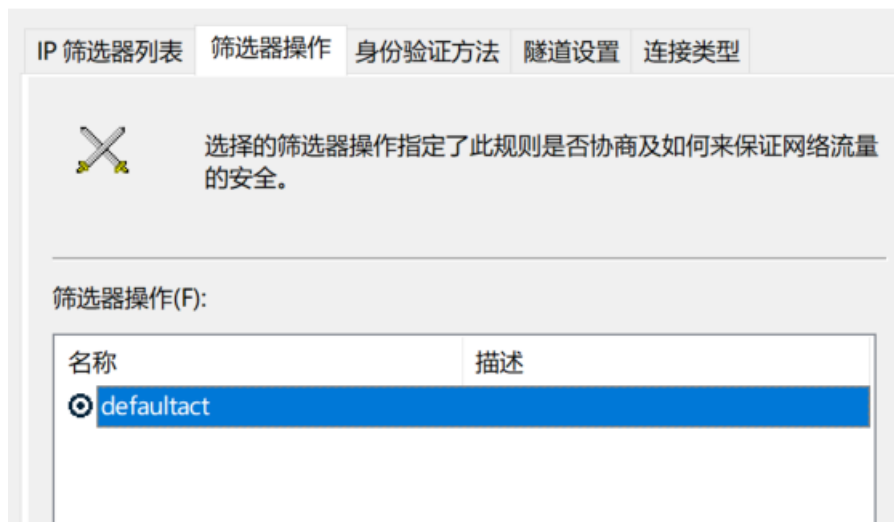 IP 筛选器列表 筛选器操作 身份验证方法 隧道设置 连接类型
选择的筛选器操作指定了此规则是否协商及如何来保证网络流量
的安全。
筛选器操作(F):
名称 描述
defaultact